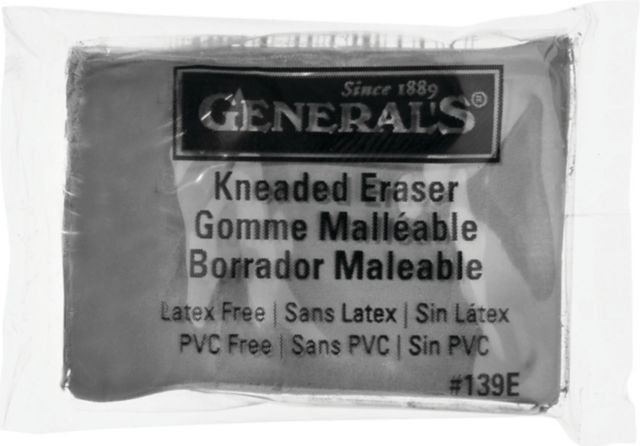 Since 1889
GENERAL'S®
Kneaded Eraser
Gomme Malléable
Borrador Maleable
Latex Free | Sans Latex | Sin Látex
PVC Free | Sans PVC | Sin PVC
#139E